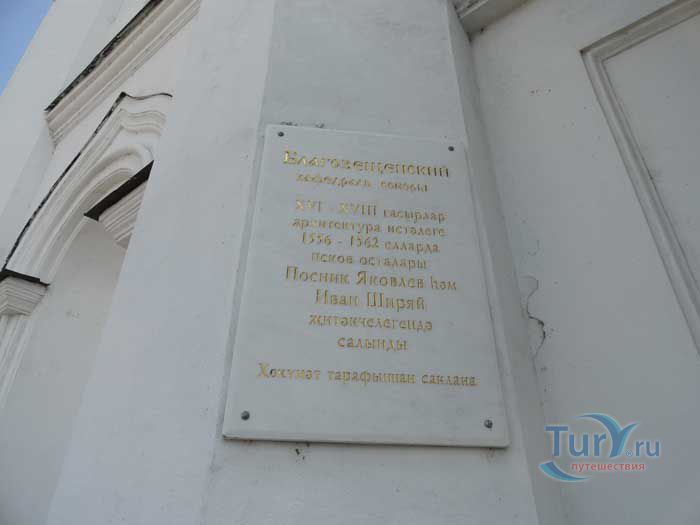 Благовещенский
кафедраль соборы
XVI - XVIII гасырлар
архитектура истәлеге
1556 - 1562 елларда
псков осталары
Посник Яковлев һәм
Иван Ширяй
җитәкчелегендә
салынды
Хөкүмәт тарафыннан саклана
Tury.ru
путешествия